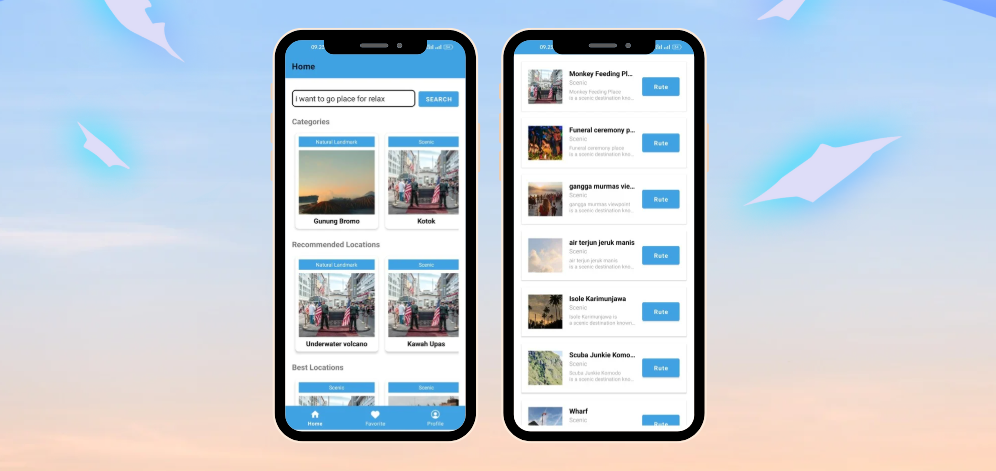 09.2
Home
i want to go place for relax
SEARCH
Categories
Natural Landmark
Scenic
Gunung Bromo
Kotok
Recommended Locations
Natural Landmark
Scenic
Underwater volcano
Kawah Upas
Best Locations
Scenic
Scenic
Home
Favorite
Profile
09.2
Monkey Feeding Pl...
Scenic
Monkey Feeding Place
is a scenic destination kno...
Rute
Funeral ceremony p...
Scenic
Funeral ceremony place
is a scenic destination kno...
Rute
gangga murmas vie...
Scenic
gangga murmas viewpoint
is a scenic destination kno...
Rute
air terjun jeruk manis
Scenic
air terjun jeruk manis
is a scenic destination kno...
Rute
Isole Karimunjawa
Scenic
Isole Karimunjawa is
a scenic destination known...
Rute
Scuba Junkie Komo...
Scenic
Scuba Junkie Komodo
is a scenic destination kno...
Rute
Wharf
Scenic
Rute